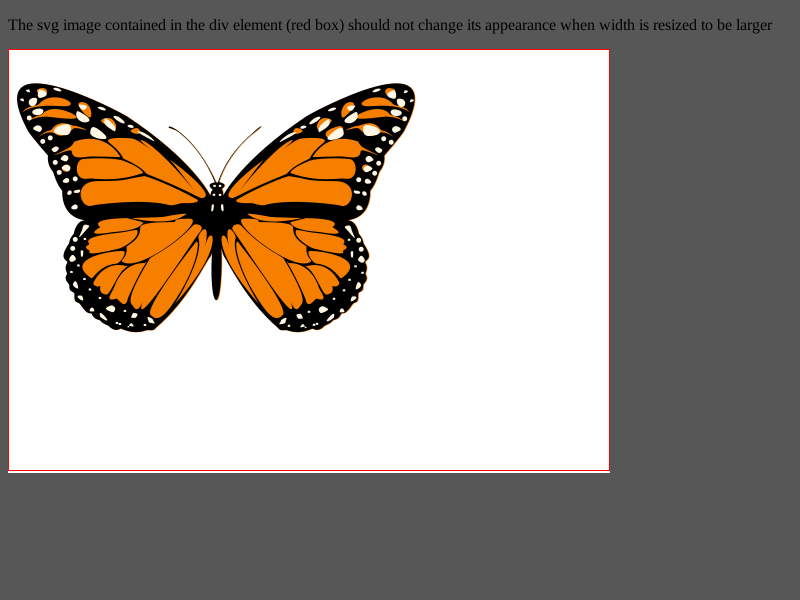 The svg image contained in the div element (red box) should not change its appearance when width is resized to be larger